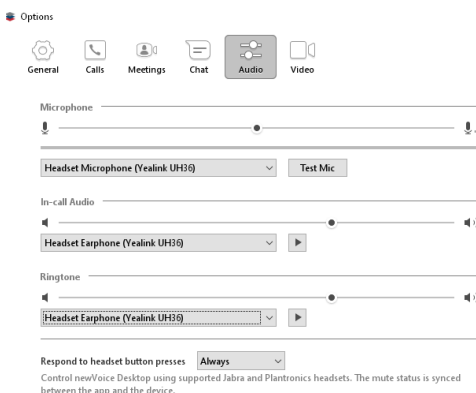 Options
General Calls Meetings Chat Audio Video
Microphone
Headset Microphone (Yealink UH36) Test Mic
In-call Audio
Headset Earphone (Yealink UH36)
Ringtone
Headset Earphone (Yealink UH36)
Respond to headset button presses Always
Control newVoice Desktop using supported Jabra and Plantronics headsets. The mute status is synced
between the app and the device.